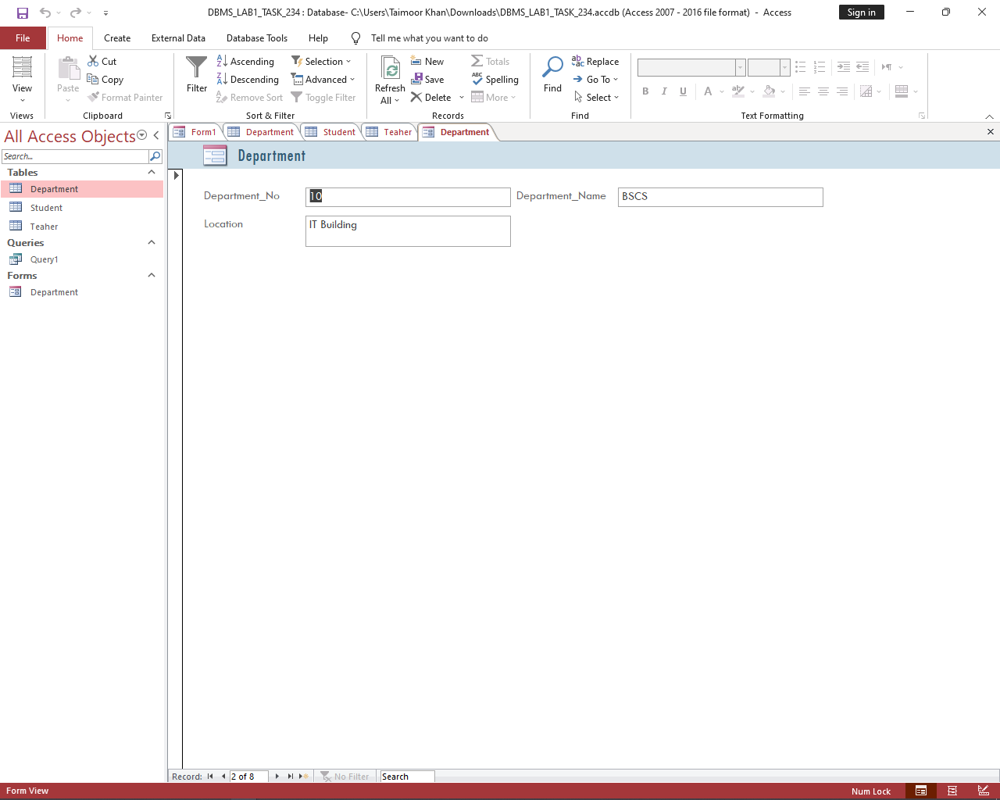 DBMS_LAB1_TASK_234 : Database- C:\Users\Taimoor Khan\Downloads\DBMS_LAB1_TASK_234.accdb (Access 2007 - 2016 file format) - Access
Sign in
File Home Create External Data Database Tools Help Tell me what you want to do
View
Views
Paste
Cut
Copy
Format Painter
Clipboard
Filter
Ascending
Descending
Remove Sort
Selection
Advanced
Toggle Filter
Sort & Filter
Refresh
All
New
Save
Delete
Totals
Spelling
More
Records
Find
Replace
Go To
Select
Find
B I U A
Text Formatting
All Access Objects
Search...
Tables
Department
Student
Teaher
Queries
Query1
Forms
Department
Form1 Department Student Teaher Department
Department
Department_No 10 Department_Name BSCS
Location IT Building
Record: 2 of 8 No Filter Search
Form View Num Lock